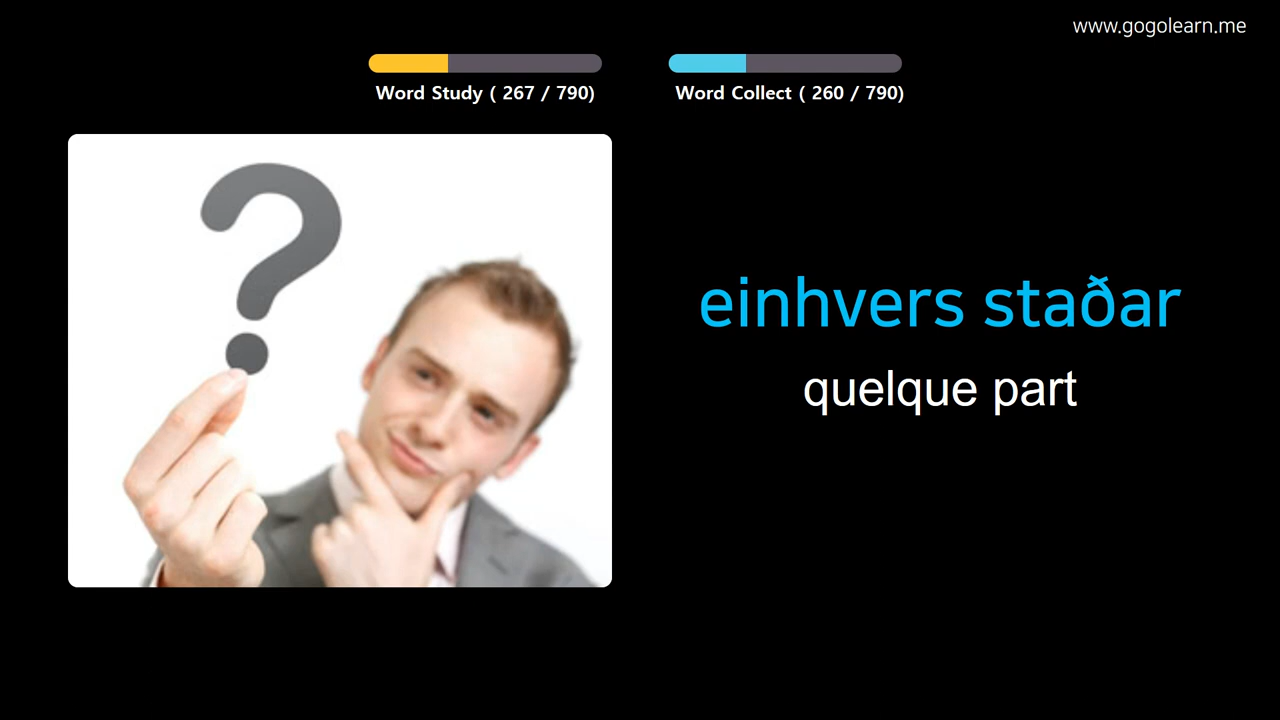 www.gogolearn.me
Word Study ( 267 / 790)
Word Collect ( 260 / 790)
?
einhvers staðar
quelque part